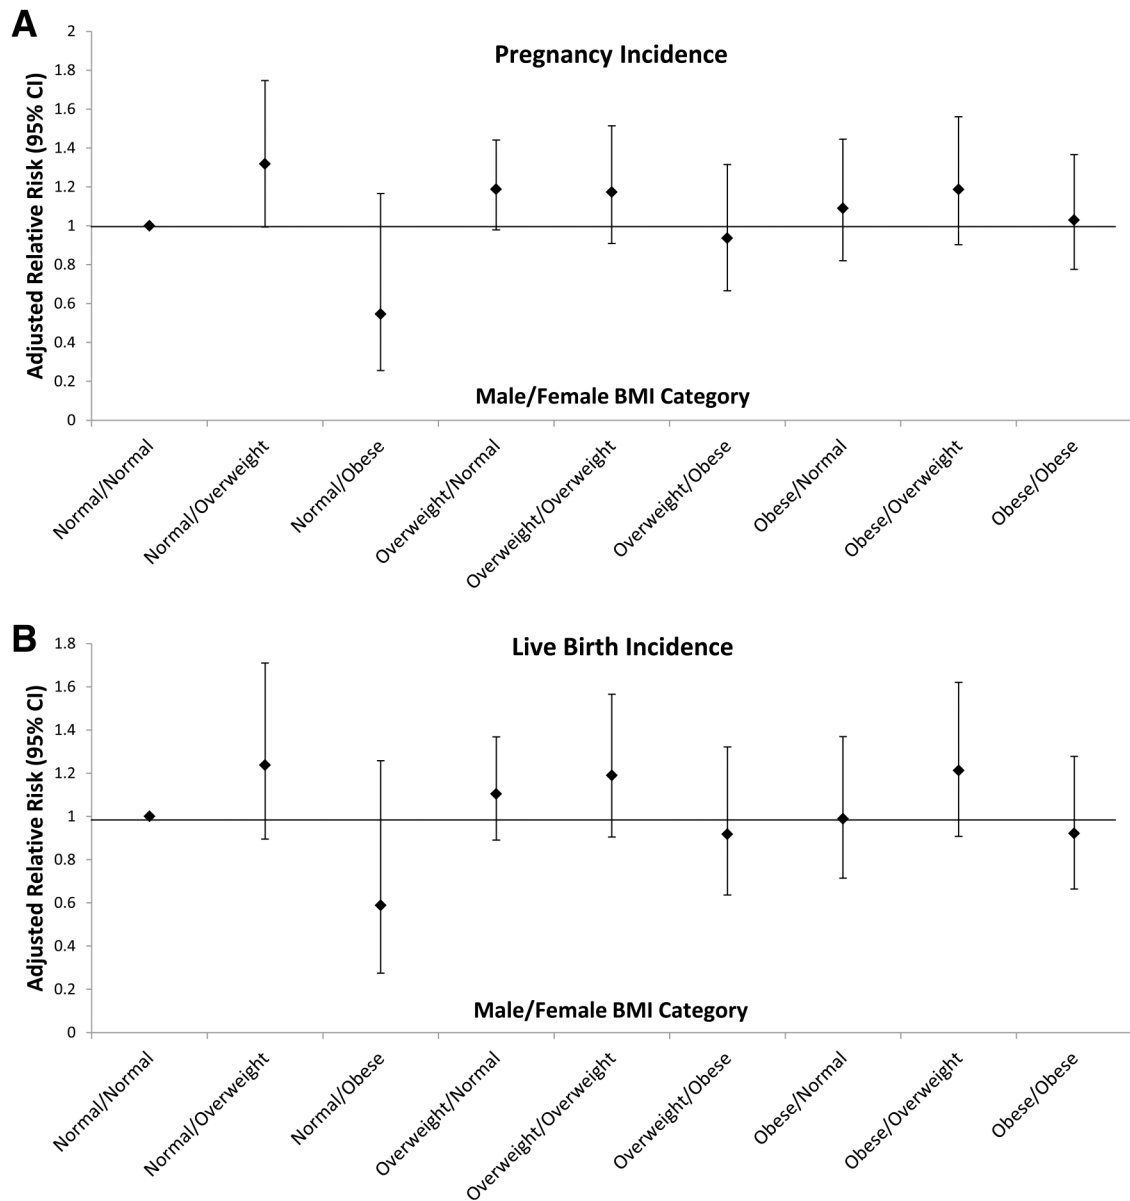 A
Pregnancy Incidence
Adjusted Relative Risk (95% CI)
2
1.8
1.6
1.4
1.2
1
0.8
0.6
0.4
0.2
0
Male/Female BMI Category
Normal/Normal
Normal/Overweight
Normal/Obese
Overweight/Normal
Overweight/Overweight
Overweight/Obese
Obese/Normal
Obese/Overweight
Obese/Obese
B
Live Birth Incidence
Adjusted Relative Risk (95% CI)
1.8
1.6
1.4
1.2
1
0.8
0.6
0.4
0.2
0
Male/Female BMI Category
Normal/Normal
Normal/Overweight
Normal/Obese
Overweight/Normal
Overweight/Overweight
Overweight/Obese
Obese/Normal
Obese/Overweight
Obese/Obese